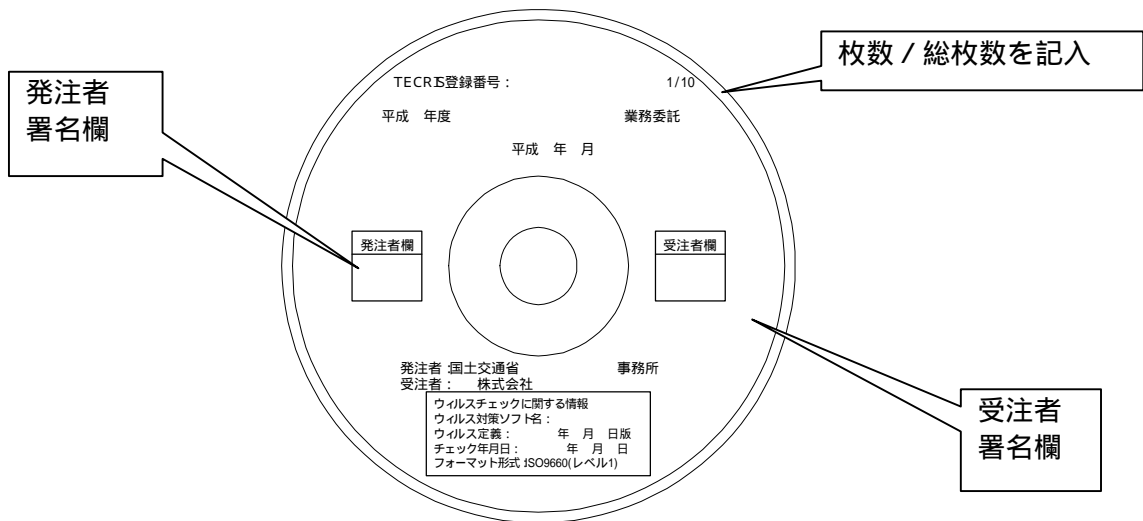 枚数 / 総枚数を記入
発注者
署名欄
TECRIS登録番号： 1/10
平成　年度　業務委託
平成　年　月
発注者欄　受注者欄
発注者：国土交通省　事務所
受注者：　株式会社
ウィルスチェックに関する情報
ウィルス対策ソフト名：
ウィルス定義：　年　月　日版
チェック年月日：　年　月　日
フォーマット形式：ISO9660(レベル1)
受注者
署名欄